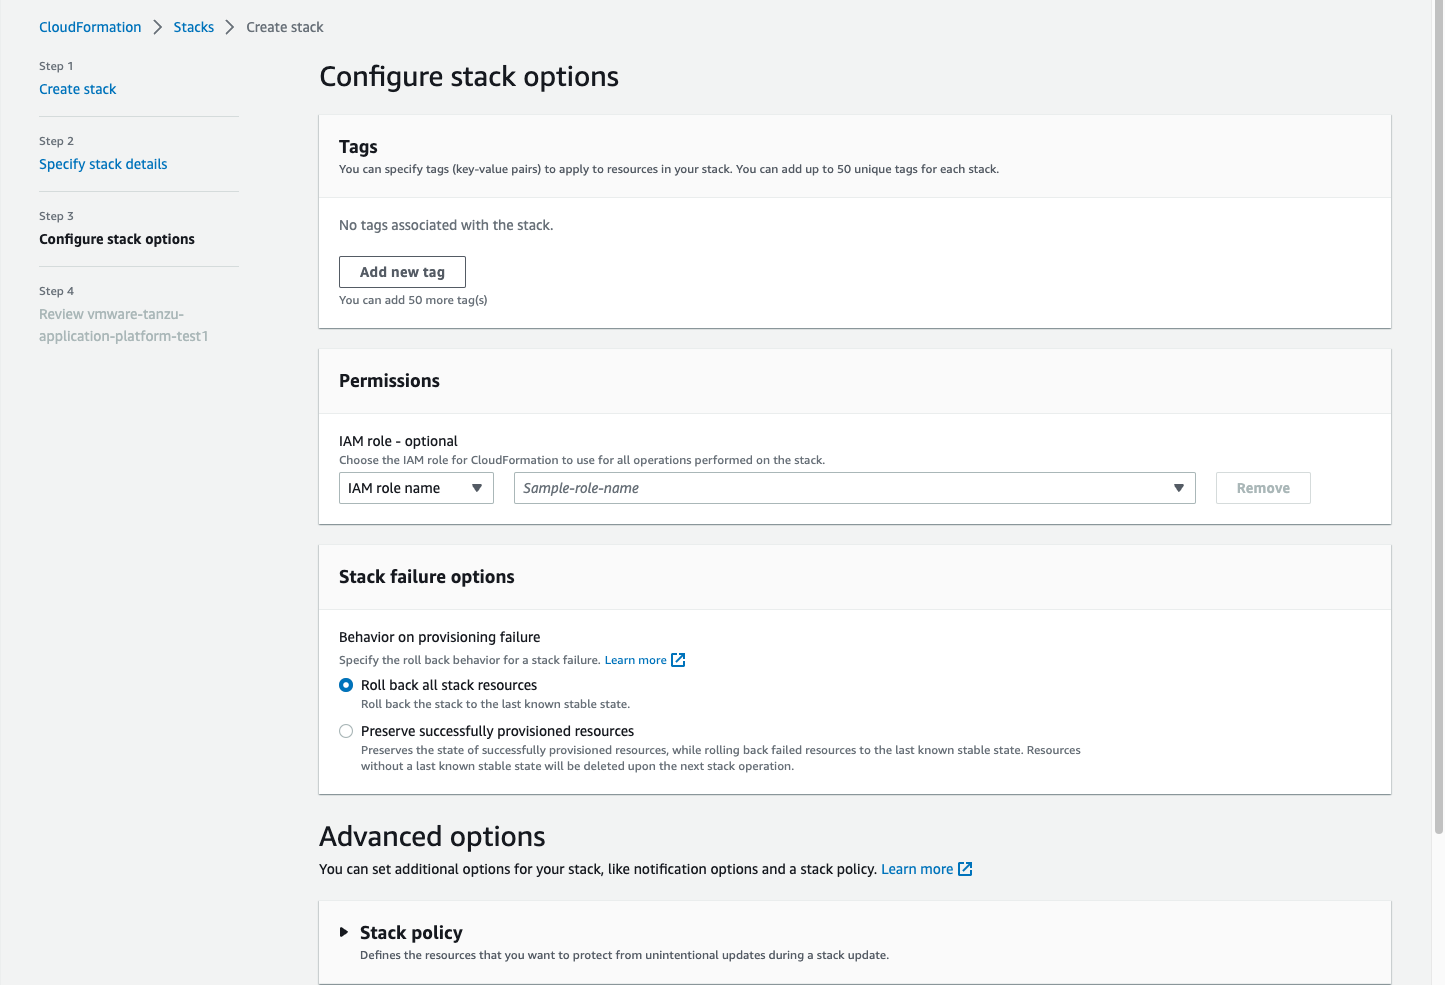 CloudFormation > Stacks > Create stack
Step 1
Create stack
Step 2
Specify stack details
Step 3
Configure stack options
Step 4
Review vmware-tanzu-
application-platform-test1
Configure stack options
Tags
You can specify tags (key-value pairs) to apply to resources in your stack. You can add up to 50 unique tags for each stack.
No tags associated with the stack.
Add new tag
You can add 50 more tag(s)
Permissions
IAM role - optional
Choose the IAM role for CloudFormation to use for all operations performed on the stack.
IAM role name Sample-role-name Remove
Stack failure options
Behavior on provisioning failure
Specify the roll back behavior for a stack failure. Learn more
Roll back all stack resources
Roll back the stack to the last known stable state.
Preserve successfully provisioned resources
Preserves the state of successfully provisioned resources, while rolling back failed resources to the last known stable state. Resources
without a last known stable state will be deleted upon the next stack operation.
Advanced options
You can set additional options for your stack, like notification options and a stack policy. Learn more
Stack policy
Defines the resources that you want to protect from unintentional updates during a stack update.